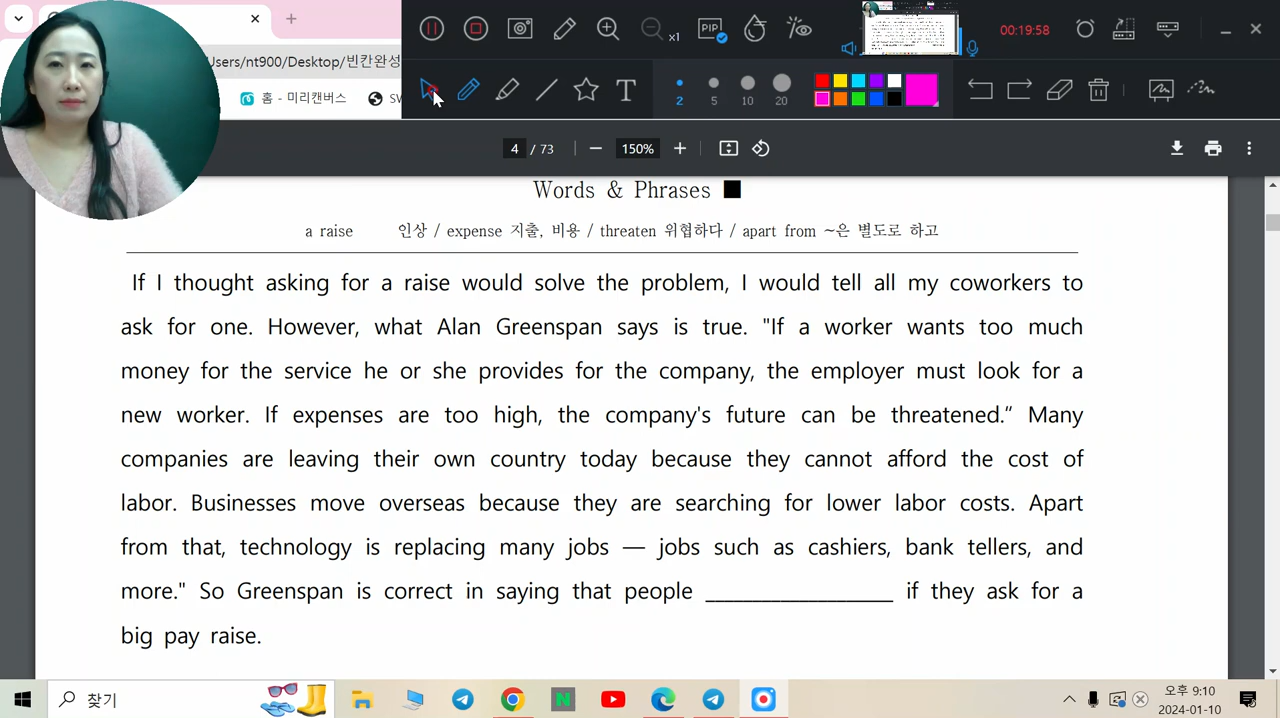 00:19:58
PIP
x1
Users/nt900/Desktop/빈칸완성
홈 - 미리캔버스
2 5 10 20
4 / 73 150%
Words & Phrases ■
a raise 인상 / expense 지출, 비용 / threaten 위협하다 / apart from ~은 별도로 하고
If I thought asking for a raise would solve the problem, I would tell all my coworkers to
ask for one. However, what Alan Greenspan says is true. "If a worker wants too much
money for the service he or she provides for the company, the employer must look for a
new worker. If expenses are too high, the company's future can be threatened.” Many
companies are leaving their own country today because they cannot afford the cost of
labor. Businesses move overseas because they are searching for lower labor costs. Apart
from that, technology is replacing many jobs — jobs such as cashiers, bank tellers, and
more." So Greenspan is correct in saying that people ____________________ if they ask for a
big pay raise.
찾기
오후 9:10
2024-01-10